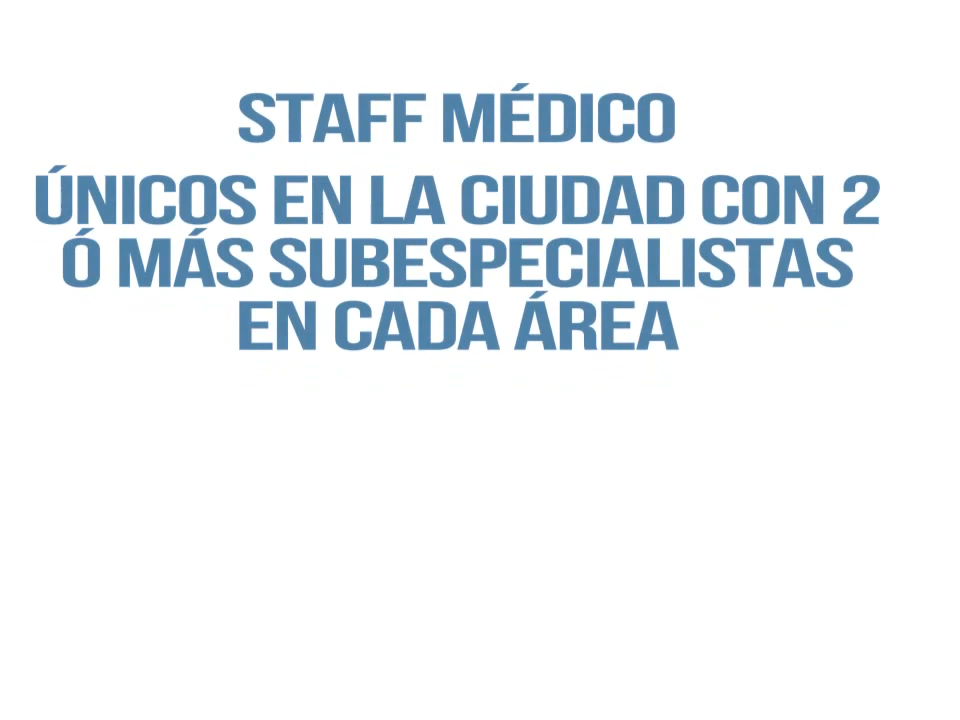 STAFF MÉDICO
ÚNICOS EN LA CIUDAD CON 2
Ó MÁS SUBESPECIALISTAS
EN CADA ÁREA